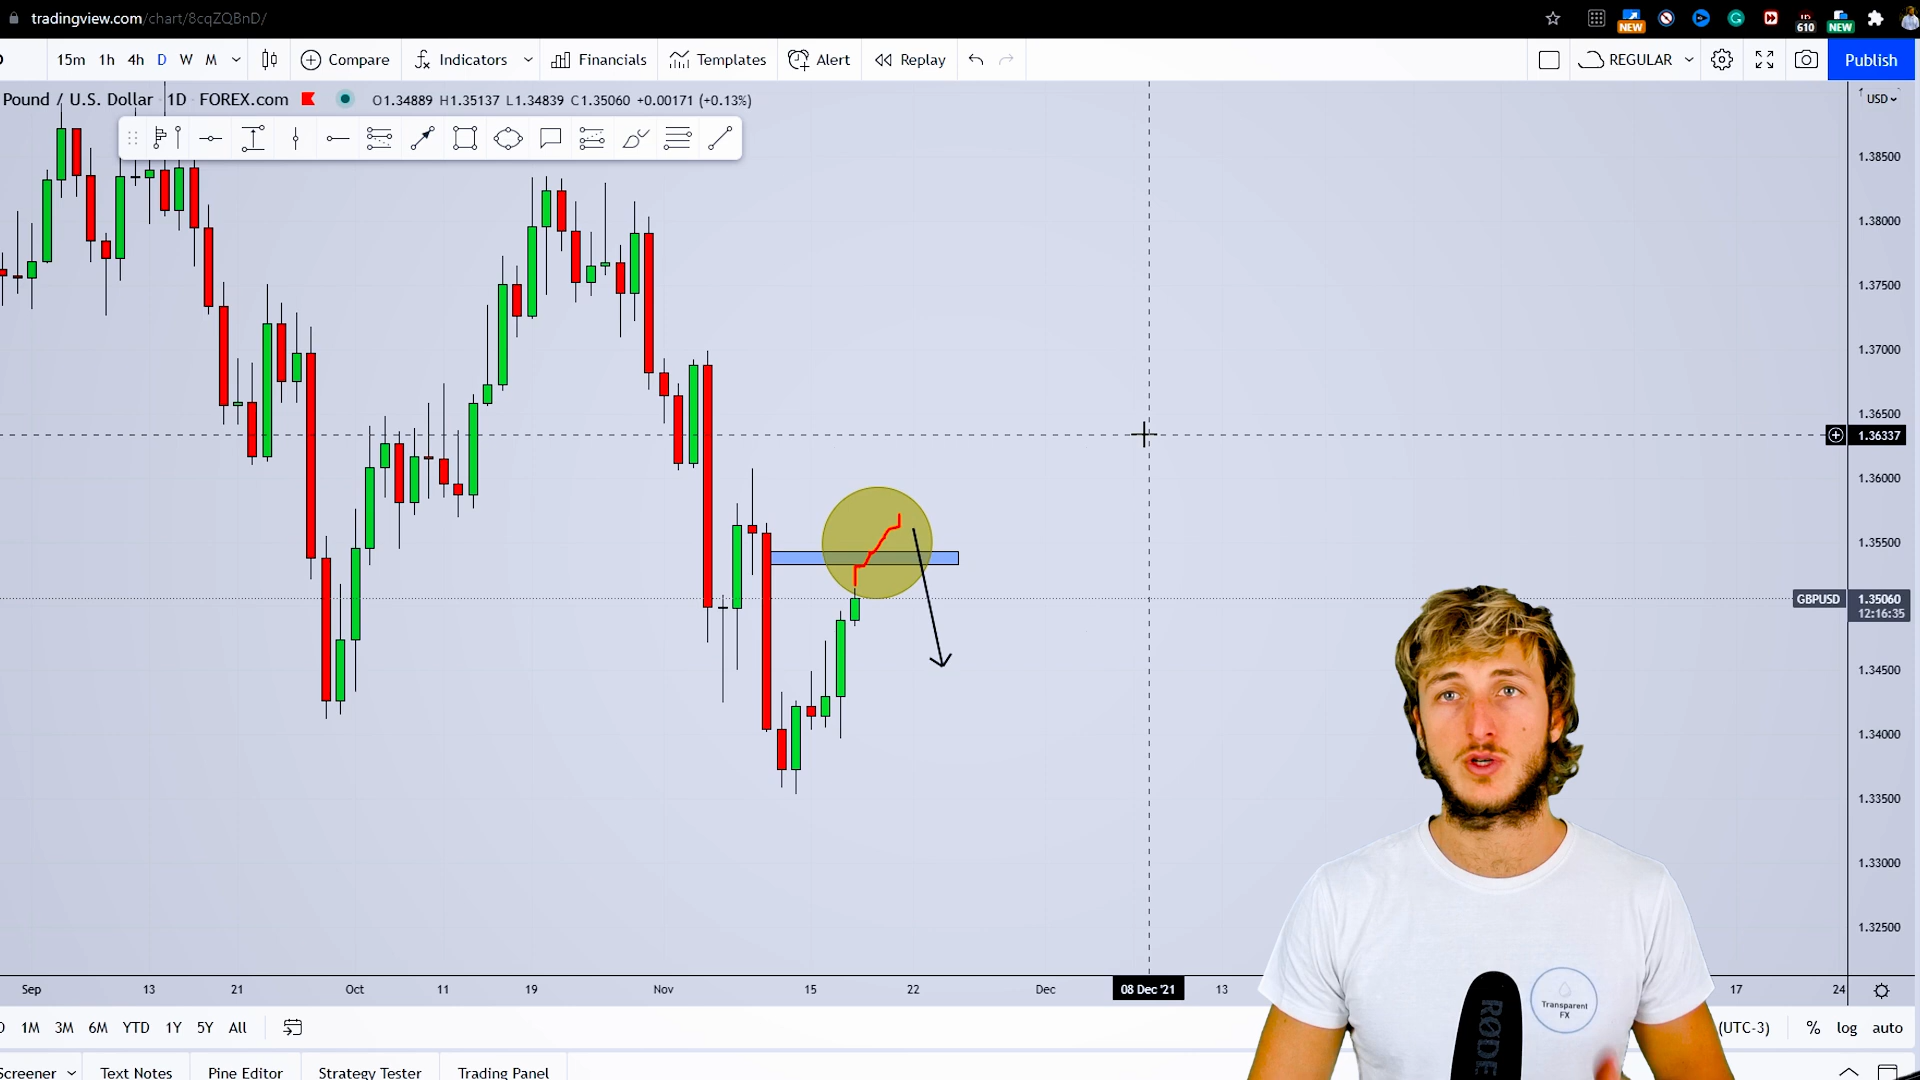 tradingview.com/chart/8cqZQBnD/
NEW
610
NEW
15m 1h 4h D W M Compare Indicators Financials Templates Alert Replay REGULAR Publish
Pound / U.S. Dollar 1D FOREX.com O1.34889 H1.35137 L1.34839 C1.35060 +0.00171 (+0.13%)
USD
1.38500
1.38000
1.37500
1.37000
1.36500
1.36337
1.36000
1.35500
GBPUSD 1.35060
12:16:35
1.34500
1.34000
1.33500
1.33000
1.32500
Sep 13 21 Oct 11 19 Nov 15 22 Dec 08 Dec '21 13 17 24
1M 3M 6M YTD 1Y 5Y All (UTC-3) % log auto
Screener Text Notes Pine Editor Strategy Tester Trading Panel
Transparent
FX
RØDE